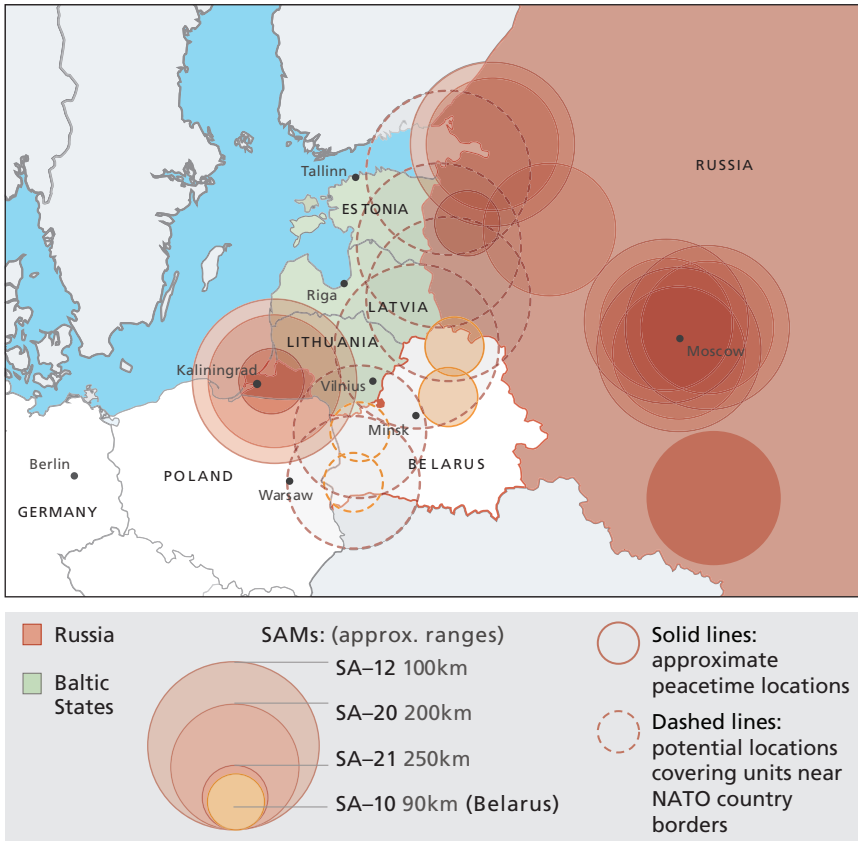 RUSSIA
Tallinn
ESTONIA
Riga
LATVIA
LITHUANIA
Moscow
Kaliningrad
Vilnius
Minsk
BELARUS
Berlin
POLAND
Warsaw
GERMANY
Russia
Baltic
States
SAMs: (approx. ranges)
SA–12 100km
SA–20 200km
SA–21 250km
SA–10 90km (Belarus)
Solid lines:
approximate
peacetime locations
Dashed lines:
potential locations
covering units near
NATO country
borders